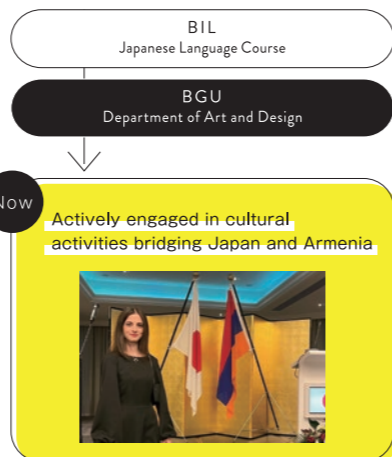 BIL
Japanese Language Course
BGU
Department of Art and Design
Now
Actively engaged in cultural
activities bridging Japan and Armenia